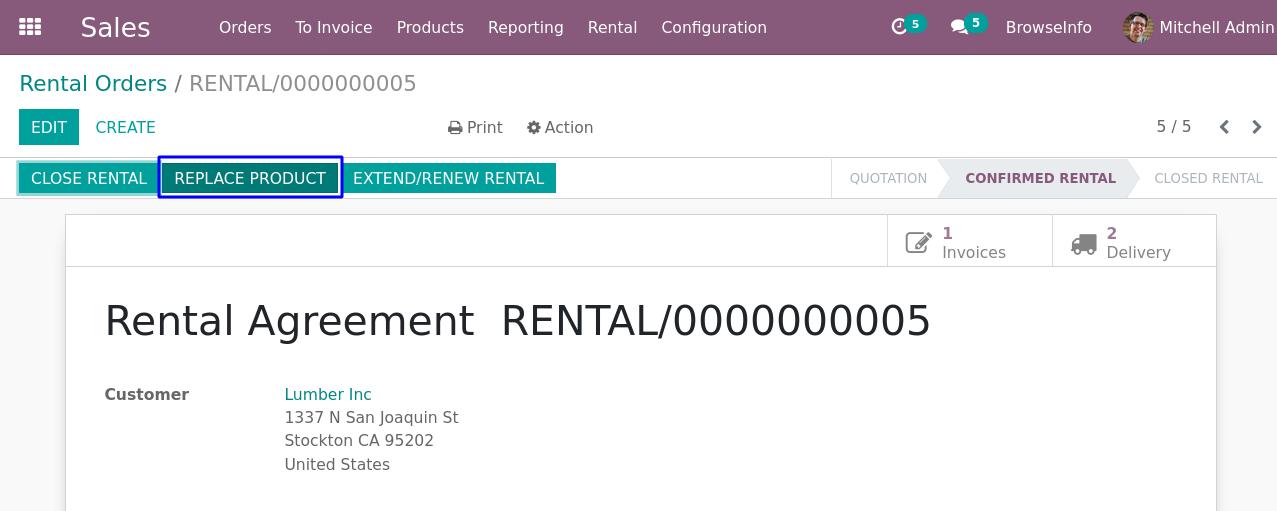 Sales Orders To Invoice Products Reporting Rental Configuration 5 5 BrowseInfo Mitchell Admin
Rental Orders / RENTAL/0000000005
EDIT CREATE Print Action 5 / 5
CLOSE RENTAL REPLACE PRODUCT EXTEND/RENEW RENTAL QUOTATION CONFIRMED RENTAL CLOSED RENTAL
1 2
Invoices Delivery
Rental Agreement RENTAL/0000000005
Customer Lumber Inc
1337 N San Joaquin St
Stockton CA 95202
United States